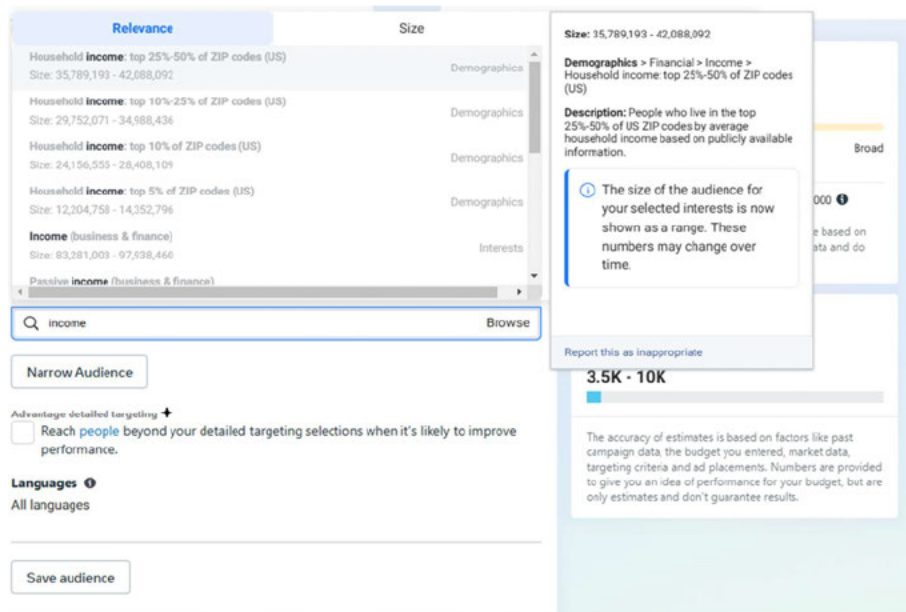 Relevance
Size
Household income: top 25%-50% of ZIP codes (US)
Size: 35,789,193 - 42,088,092
Demographics
Household income: top 10%-25% of ZIP codes (US)
Size: 29,752,071 - 34,988,436
Demographics
Household income: top 10% of ZIP codes (US)
Size: 24,156,555 - 28,408,109
Demographics
Household income: top 5% of ZIP codes (US)
Size: 12,204,758 - 14,352,796
Demographics
Income (business & finance)
Size: 83,281,003 - 97,938,460
Interests
Passive income (business & finance)
income
Browse
Narrow Audience
Advantage detailed targeting
Reach people beyond your detailed targeting selections when it's likely to improve
performance.
Languages
All languages
Save audience
Size: 35,789,193 - 42,088,092
Demographics > Financial > Income >
Household income: top 25%-50% of ZIP codes
(US)
Description: People who live in the top
25%-50% of US ZIP codes by average
household income based on publicly available
information.
The size of the audience for
your selected interests is now
shown as a range. These
numbers may change over
time.
Report this as inappropriate
Broad
000
e based on
ata and do
3.5K - 10K
The accuracy of estimates is based on factors like past
campaign data, the budget you entered, market data,
targeting criteria and ad placements. Numbers are provided
to give you an idea of performance for your budget, but are
only estimates and don't guarantee results.